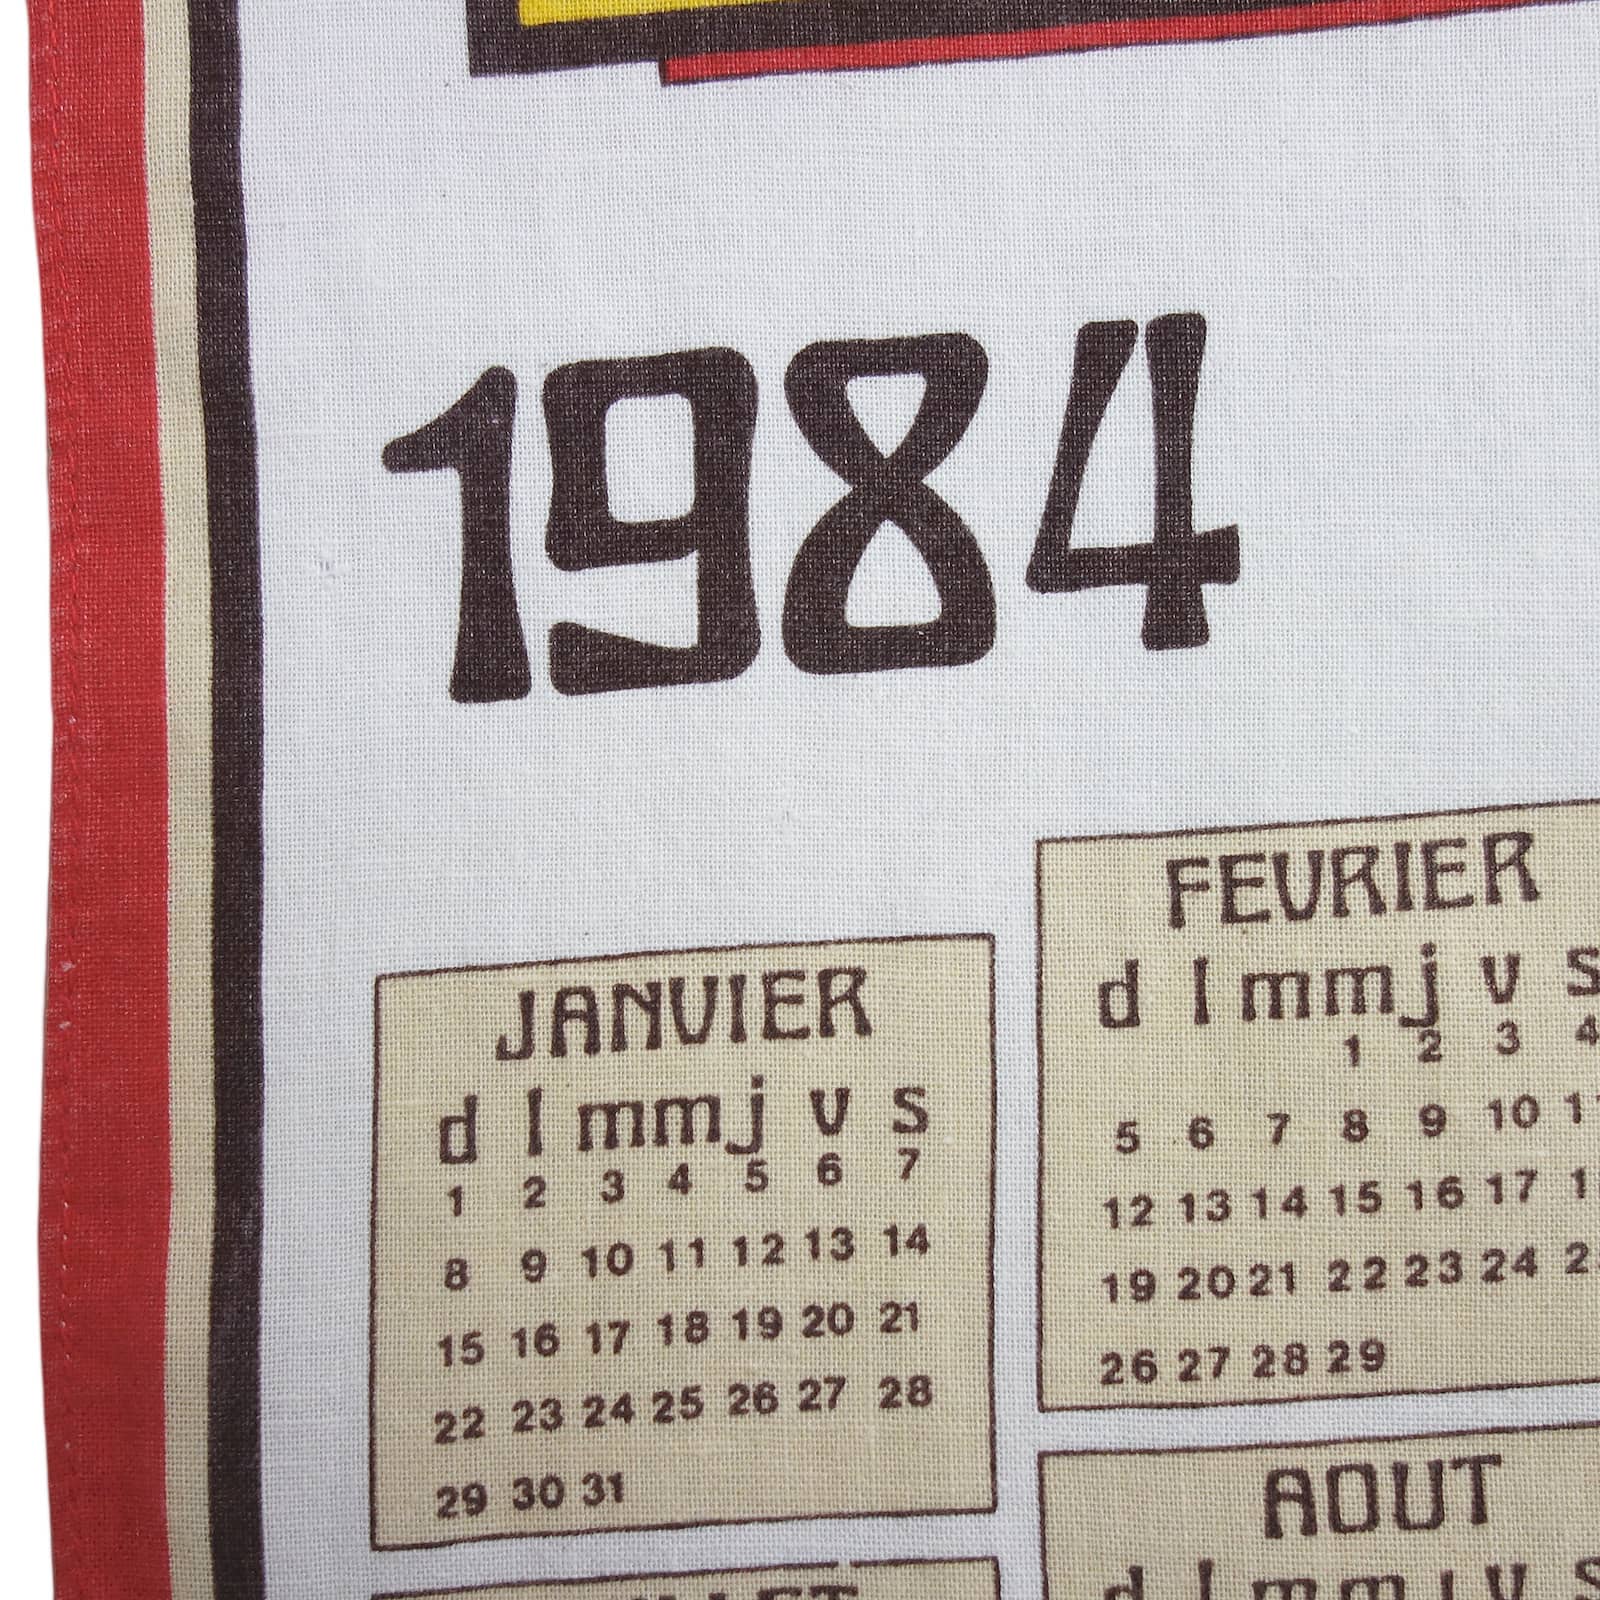 1984
JANVIER
d l m m j v s
1 2 3 4 5 6 7
8 9 10 11 12 13 14
15 16 17 18 19 20 21
22 23 24 25 26 27 28
29 30 31
FEVRIER
d l m m j v s
1 2 3 4
5 6 7 8 9 10
12 13 14 15 16 17
19 20 21 22 23 24
26 27 28 29
AOUT
d l m m j v s